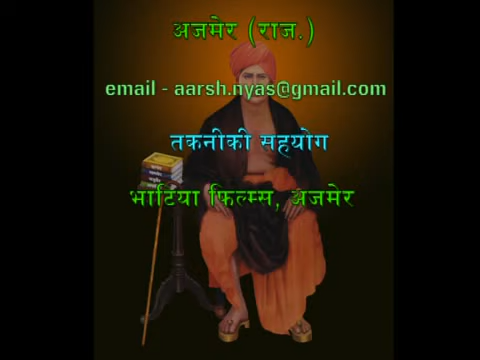 अजमेर (राज.)
email - aarsh.nyas@gmail.com
तकनीकी सहयोग
भाटिया फिल्म्स, अजमेर